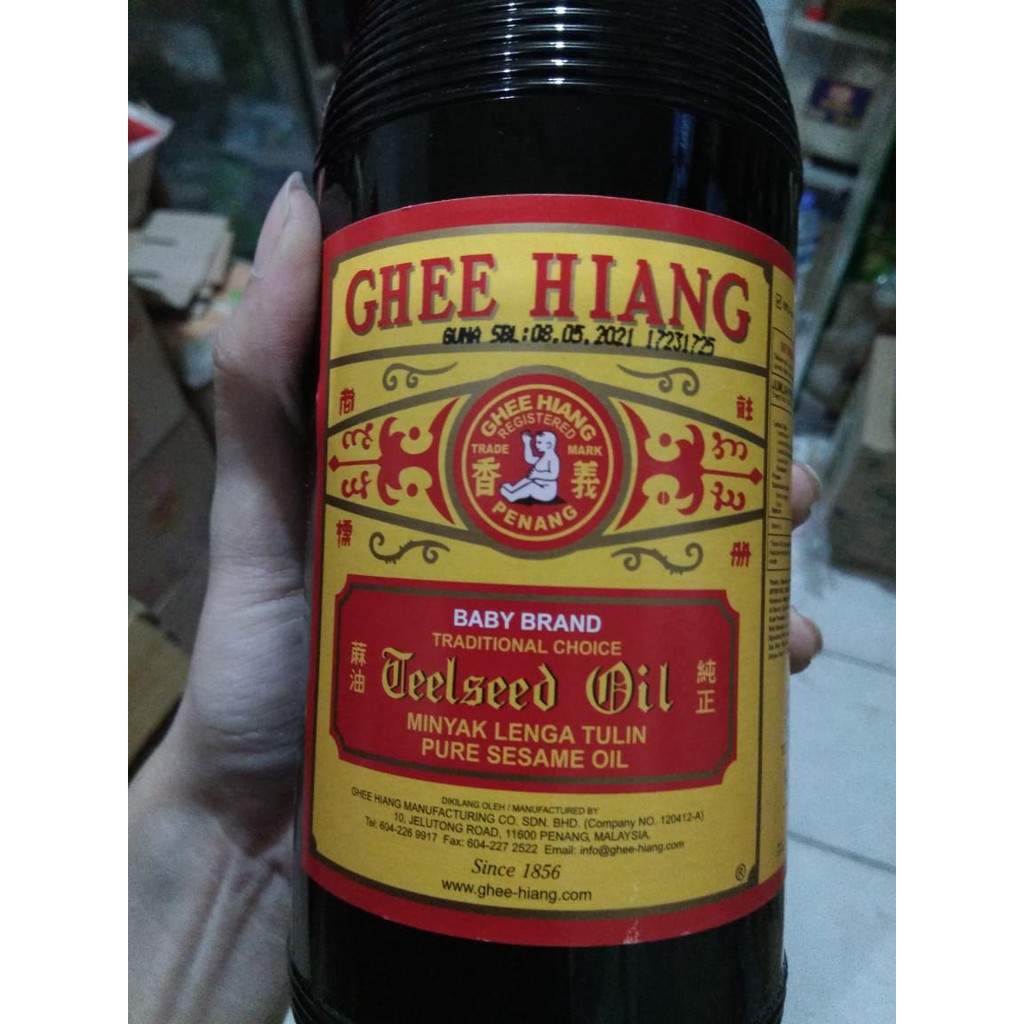 GHEE HIANG
GUNA SBL:08.05.2021 17231725
商標
註册
GHEE HIANG
REGISTERED
TRADE MARK
香 義
PENANG
BABY BRAND
TRADITIONAL CHOICE
蔴油
Teelseed Oil
純正
MINYAK LENGA TULIN
PURE SESAME OIL
DIKILANG OLEH / MANUFACTURED BY
GHEE HIANG MANUFACTURING CO. SDN. BHD. (Company NO. 120412-A)
10, JELUTONG ROAD, 11600 PENANG, MALAYSIA.
Tel: 604-226 9917 Fax: 604-227 2522 Email: info@ghee-hiang.com
Since 1856
www.ghee-hiang.com
®